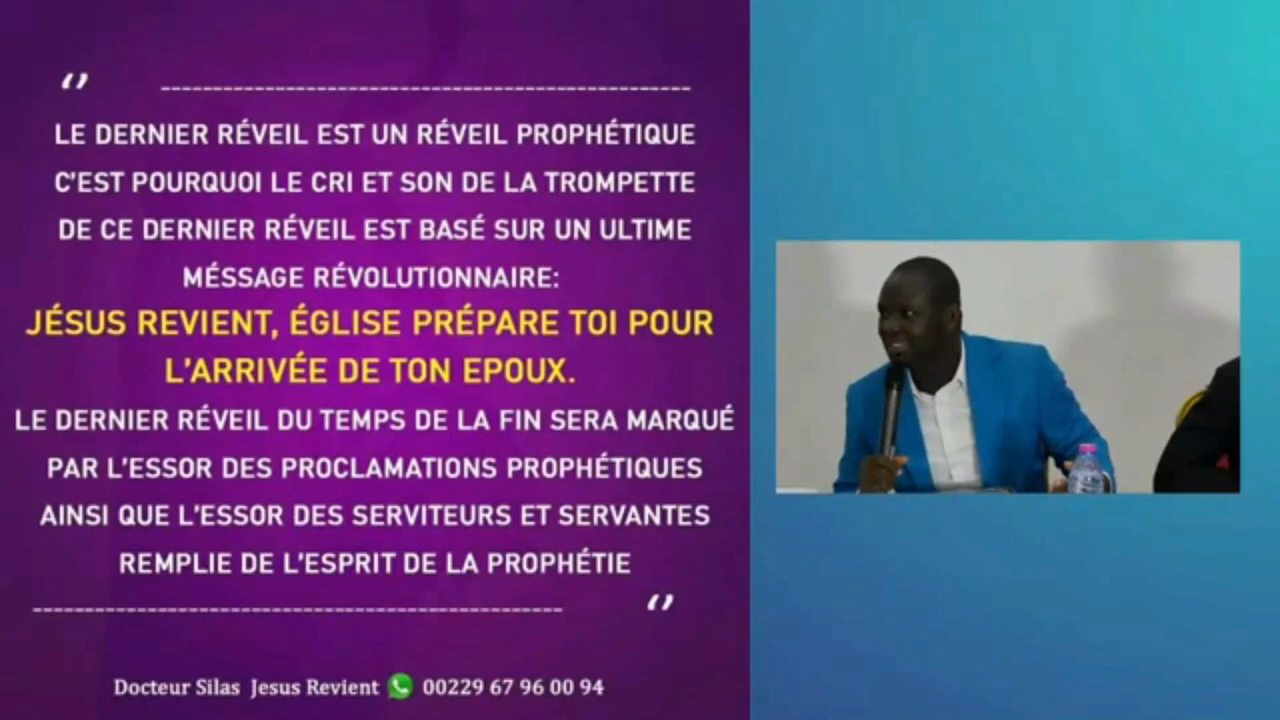 ‘’ ---------------------------------------------------
LE DERNIER RÉVEIL EST UN RÉVEIL PROPHÉTIQUE
C’EST POURQUOI LE CRI ET SON DE LA TROMPETTE
DE CE DERNIER RÉVEIL EST BASÉ SUR UN ULTIME
MÉSSAGE RÉVOLUTIONNAIRE:
JÉSUS REVIENT, ÉGLISE PRÉPARE TOI POUR
L’ARRIVÉE DE TON EPOUX.
LE DERNIER RÉVEIL DU TEMPS DE LA FIN SERA MARQUÉ
PAR L’ESSOR DES PROCLAMATIONS PROPHÉTIQUES
AINSI QUE L’ESSOR DES SERVITEURS ET SERVANTES
REMPLIE DE L’ESPRIT DE LA PROPHÉTIE
--------------------------------------------------- ‘’
Docteur Silas Jesus Revient 00229 67 96 00 94